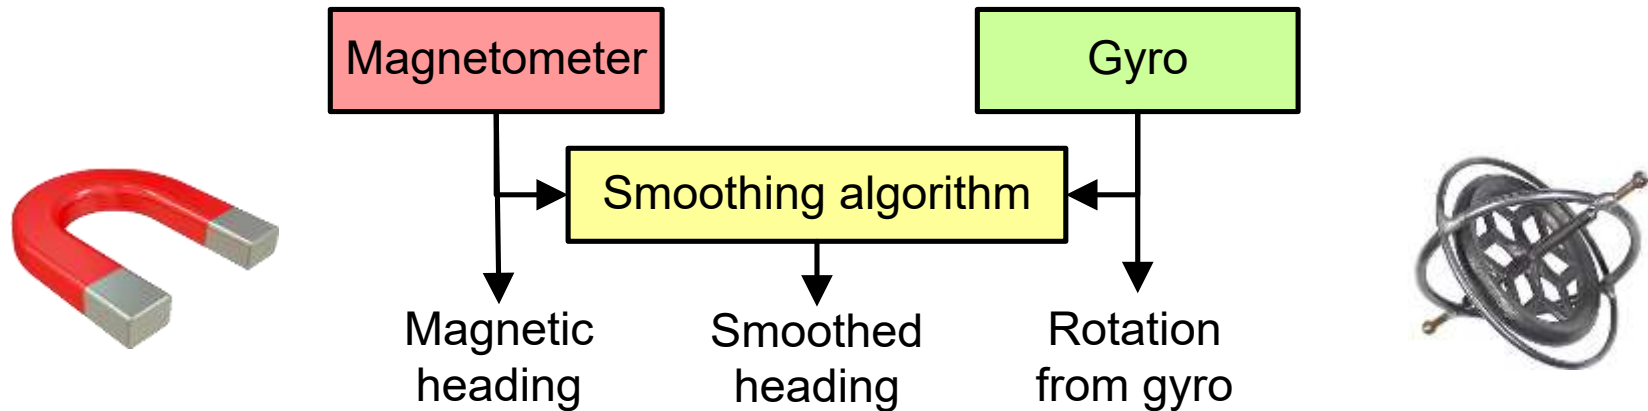 Magnetometer
Gyro
Smoothing algorithm
Magnetic
heading
Smoothed
heading
Rotation
from gyro